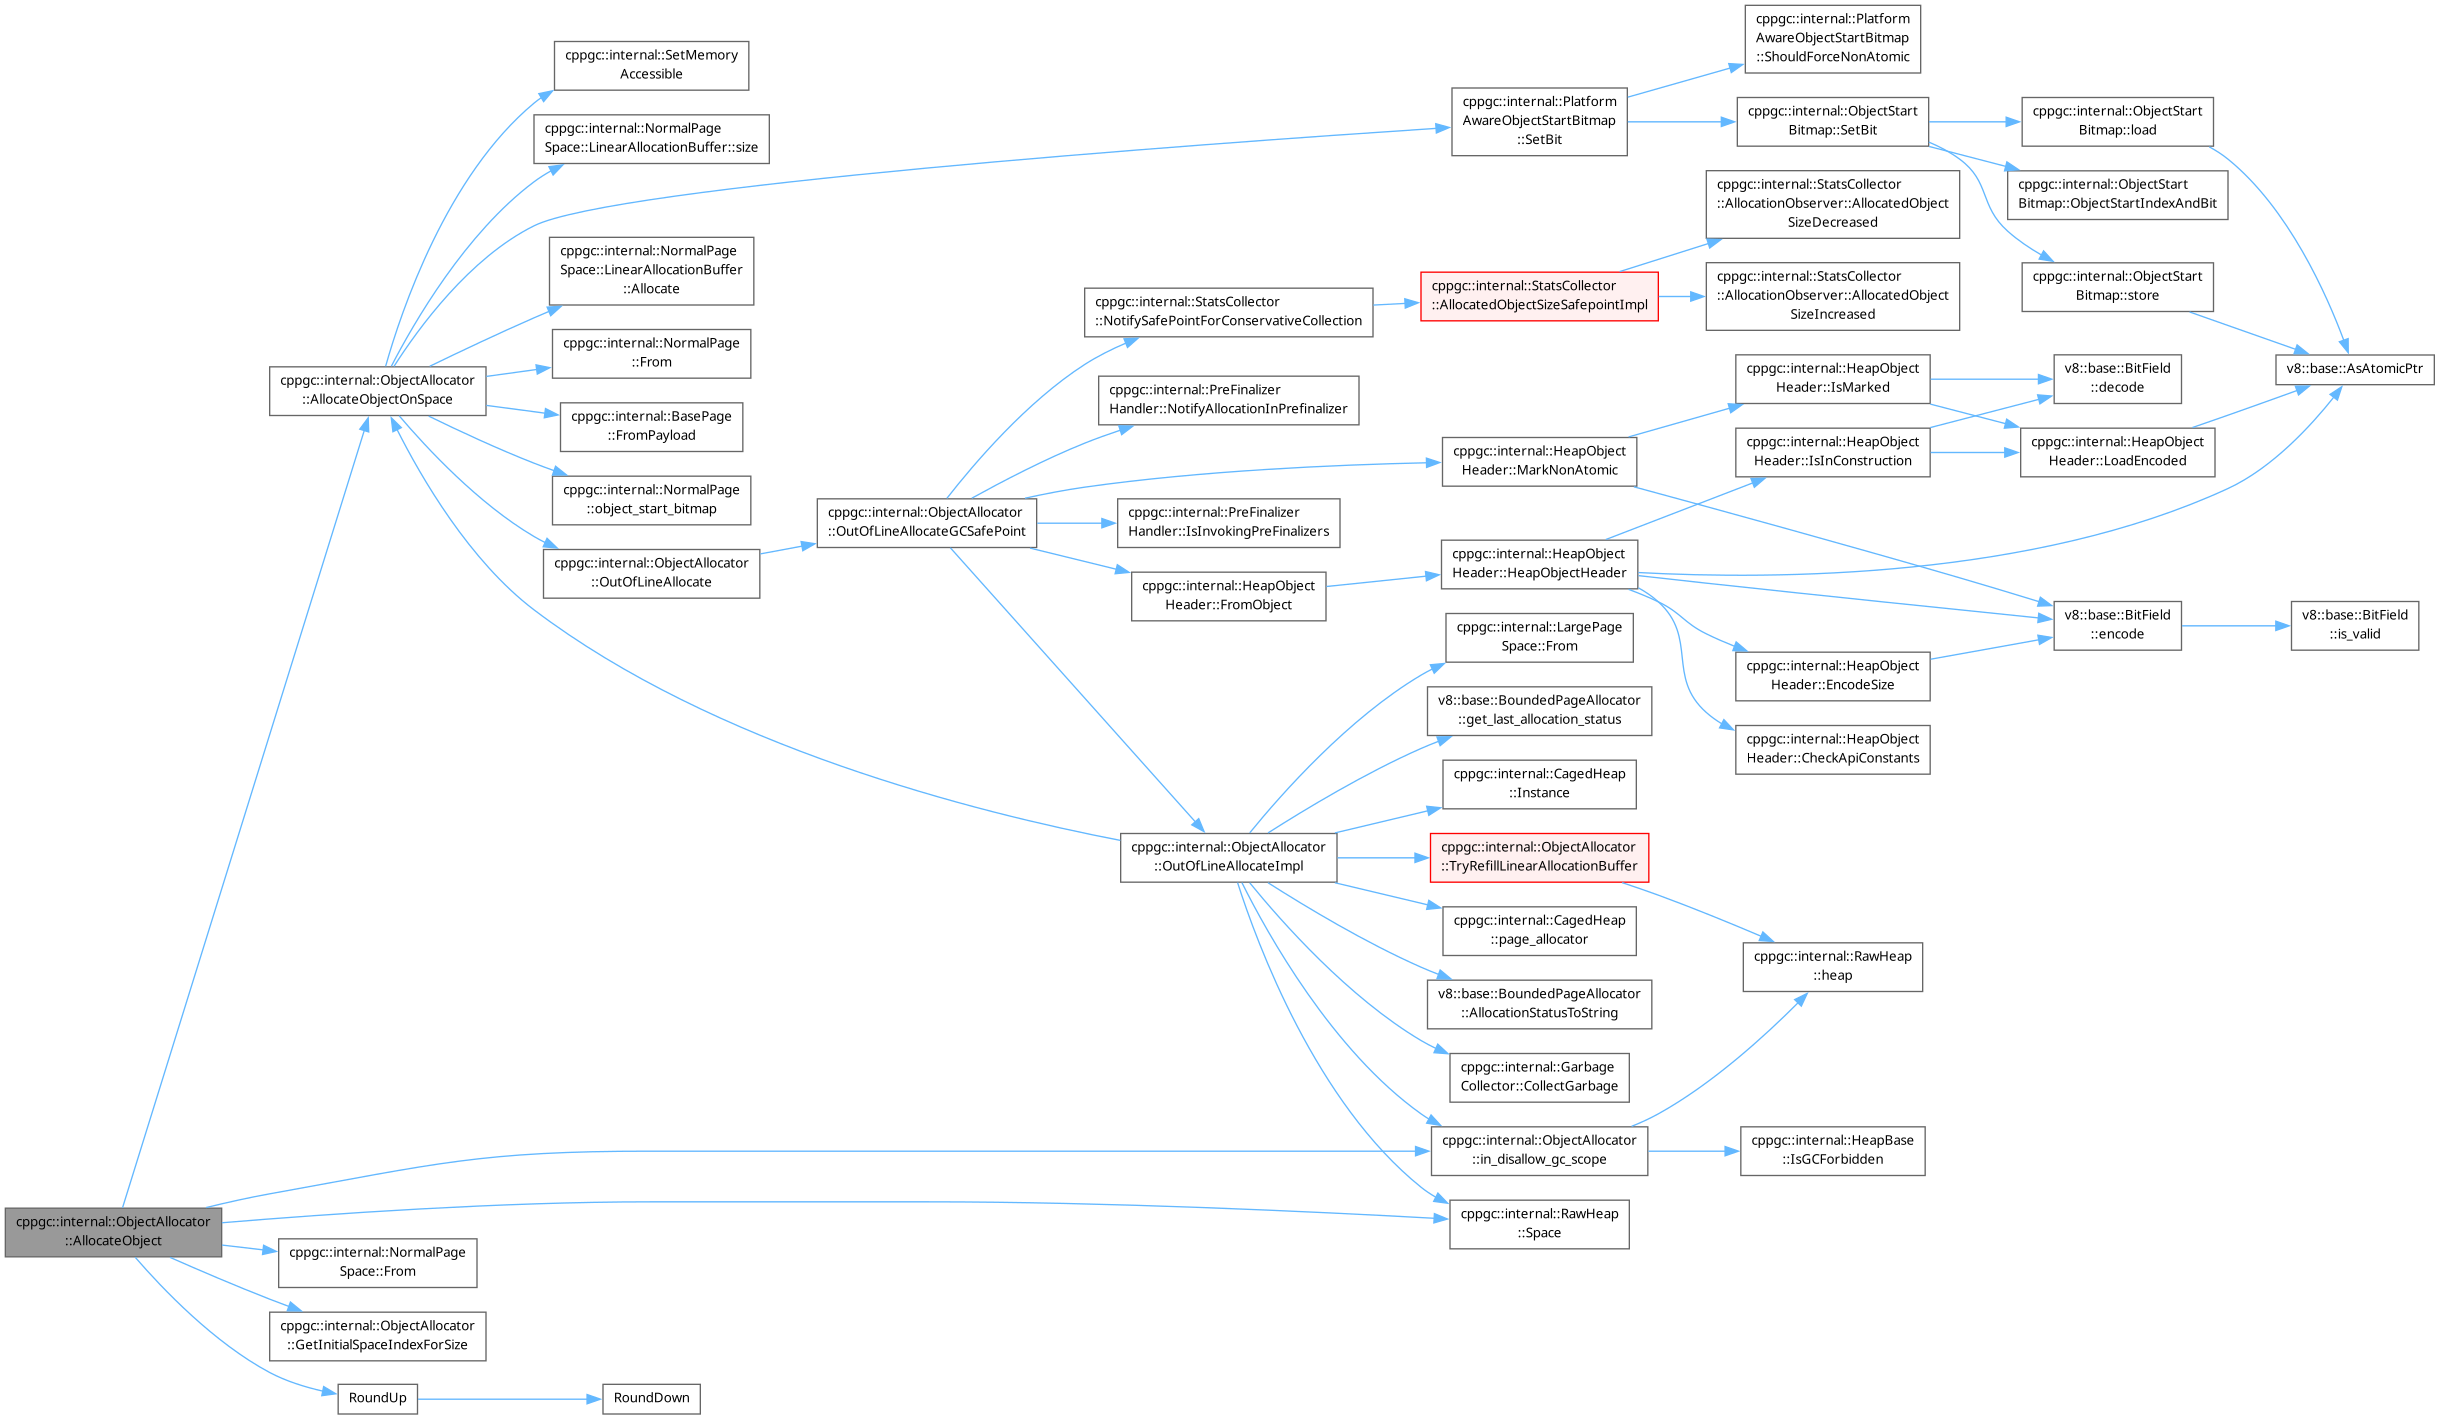 cppgc::internal::ObjectAllocator
::AllocateObject
cppgc::internal::ObjectAllocator
::AllocateObjectOnSpace
cppgc::internal::NormalPage
Space::From
cppgc::internal::ObjectAllocator
::GetInitialSpaceIndexForSize
RoundUp
RoundDown
cppgc::internal::SetMemory
Accessible
cppgc::internal::NormalPage
Space::LinearAllocationBuffer::size
cppgc::internal::NormalPage
Space::LinearAllocationBuffer
::Allocate
cppgc::internal::NormalPage
::From
cppgc::internal::BasePage
::FromPayload
cppgc::internal::NormalPage
::object_start_bitmap
cppgc::internal::ObjectAllocator
::OutOfLineAllocate
cppgc::internal::ObjectAllocator
::OutOfLineAllocateGCSafePoint
cppgc::internal::StatsCollector
::NotifySafePointForConservativeCollection
cppgc::internal::PreFinalizer
Handler::NotifyAllocationInPrefinalizer
cppgc::internal::PreFinalizer
Handler::IsInvokingPreFinalizers
cppgc::internal::HeapObject
Header::FromObject
cppgc::internal::ObjectAllocator
::OutOfLineAllocateImpl
cppgc::internal::Platform
AwareObjectStartBitmap
::SetBit
cppgc::internal::StatsCollector
::AllocatedObjectSizeSafepointImpl
cppgc::internal::HeapObject
Header::MarkNonAtomic
cppgc::internal::HeapObject
Header::HeapObjectHeader
cppgc::internal::LargePage
Space::From
v8::base::BoundedPageAllocator
::get_last_allocation_status
cppgc::internal::CagedHeap
::Instance
cppgc::internal::ObjectAllocator
::TryRefillLinearAllocationBuffer
cppgc::internal::CagedHeap
::page_allocator
v8::base::BoundedPageAllocator
::AllocationStatusToString
cppgc::internal::Garbage
Collector::CollectGarbage
cppgc::internal::ObjectAllocator
::in_disallow_gc_scope
cppgc::internal::RawHeap
::Space
cppgc::internal::Platform
AwareObjectStartBitmap
::ShouldForceNonAtomic
cppgc::internal::ObjectStart
Bitmap::SetBit
cppgc::internal::StatsCollector
::AllocationObserver::AllocatedObject
SizeDecreased
cppgc::internal::StatsCollector
::AllocationObserver::AllocatedObject
SizeIncreased
cppgc::internal::HeapObject
Header::IsMarked
cppgc::internal::HeapObject
Header::IsInConstruction
cppgc::internal::HeapObject
Header::EncodeSize
cppgc::internal::HeapObject
Header::CheckApiConstants
cppgc::internal::RawHeap
::heap
cppgc::internal::HeapBase
::IsGCForbidden
cppgc::internal::ObjectStart
Bitmap::load
cppgc::internal::ObjectStart
Bitmap::ObjectStartIndexAndBit
cppgc::internal::ObjectStart
Bitmap::store
v8::base::BitField
::decode
cppgc::internal::HeapObject
Header::LoadEncoded
v8::base::BitField
::encode
v8::base::AsAtomicPtr
v8::base::BitField
::is_valid